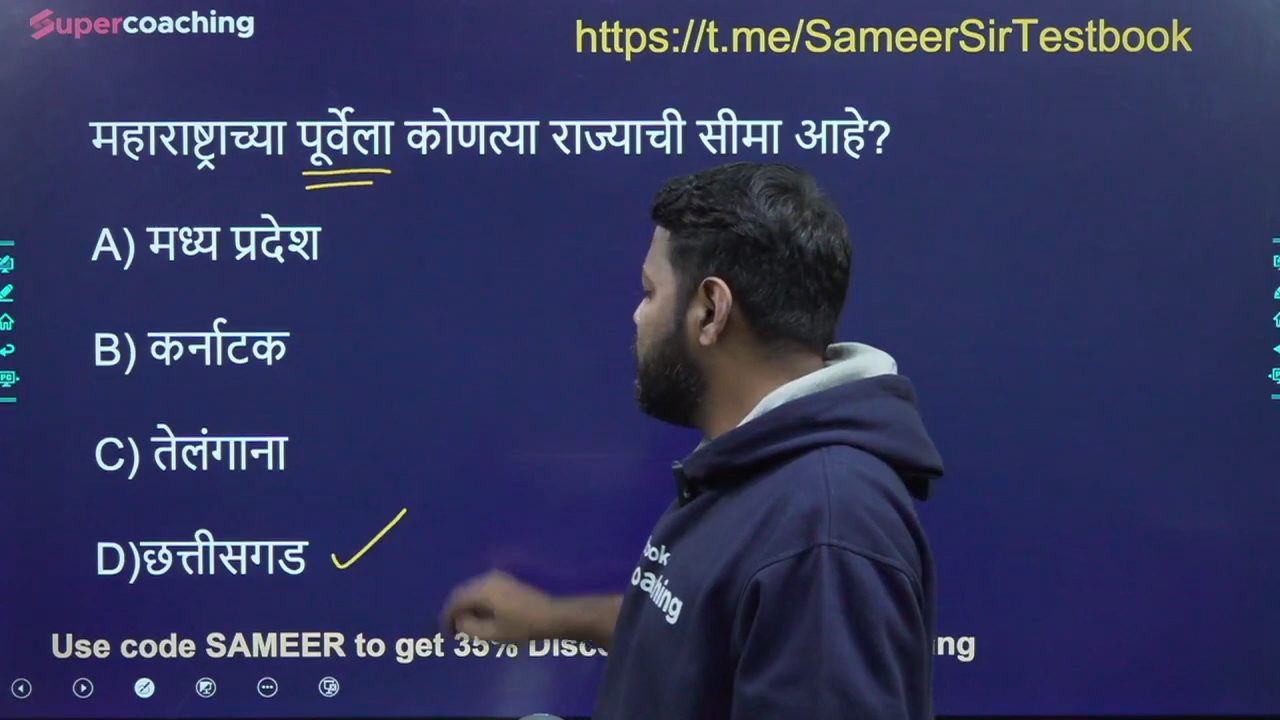 Supercoaching
https://t.me/SameerSirTestbook
महाराष्ट्राच्या पूर्वेला कोणत्या राज्याची सीमा आहे?
A) मध्य प्रदेश
B) कर्नाटक
C) तेलंगाना
D)छत्तीसगड
Use code SAMEER to get 35%